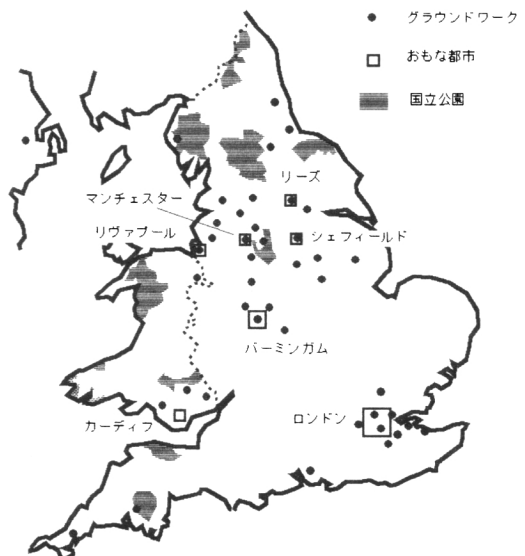 グラウンドワーク
おもな都市
国立公園
リーズ
マンチェスター
リヴァプール
シェフィールド
バーミンガム
ロンドン
カーディフ